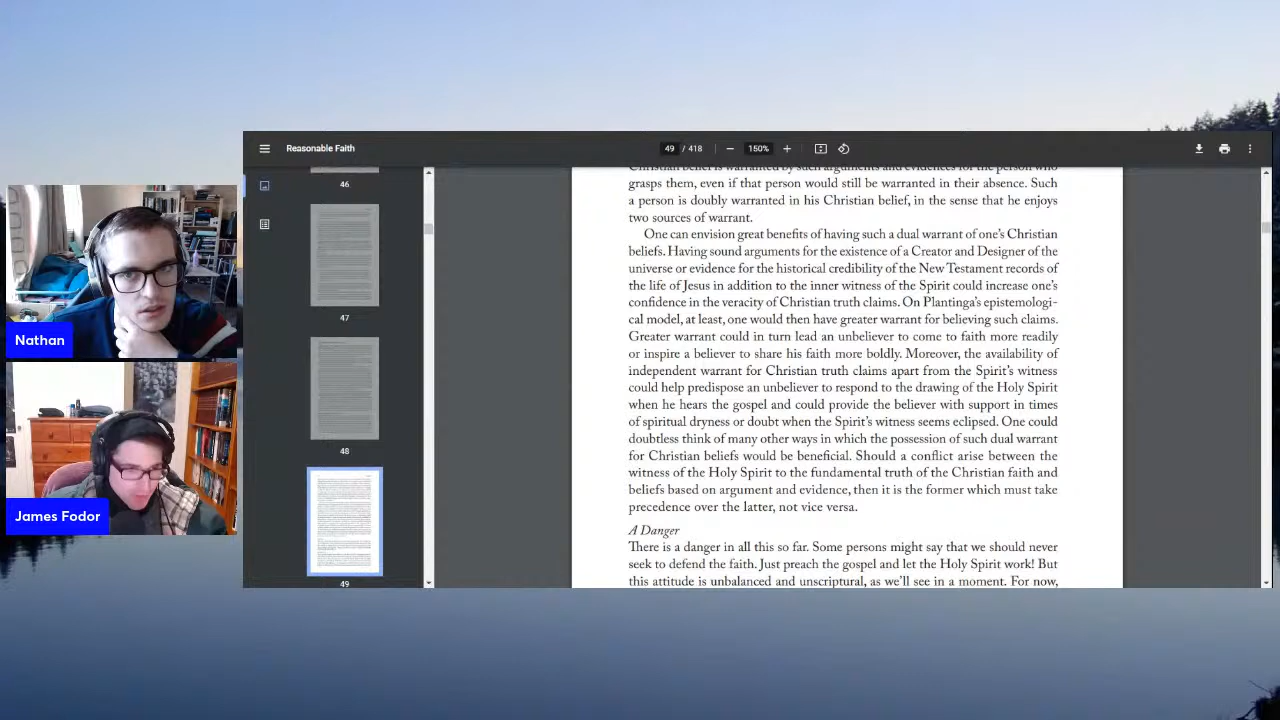 Reasonable Faith
49 / 418
150%
46
47
48
49
Nathan
James Fodor
Christian belief is warranted by such arguments and evidences for the person who
grasps them, even if that person would still be warranted in their absence. Such
a person is doubly warranted in his Christian belief, in the sense that he enjoys
two sources of warrant.
One can envision great benefits of having such a dual warrant of one's Christian
beliefs. Having sound arguments for the existence of a Creator and Designer of the
universe or evidence for the historical credibility of the New Testament records of
the life of Jesus in addition to the inner witness of the Spirit could increase one's
confidence in the veracity of Christian truth claims. On Plantinga's epistemologi-
cal model, at least, one would then have greater warrant for believing such claims.
Greater warrant could in turn lead an unbeliever to come to faith more readily
or inspire a believer to share his faith more boldly. Moreover, the availability of
independent warrant for Christian truth claims apart from the Spirit's witness
could help predispose an unbeliever to respond to the drawing of the Holy Spirit
when he hears the gospel and could provide the believer with support in times
of spiritual dryness or doubt when the Spirit's witness seems eclipsed. One could
doubtless think of many other ways in which the possession of such dual warrant
for Christian beliefs would be beneficial. Should a conflict arise between the
witness of the Holy Spirit to the fundamental truth of the Christian faith and
beliefs based on argument and evidence, then it is the former which must take
precedence over the latter, not vice versa.
A Danger
There is a danger in all this so far. Some persons might say that we should never
seek to defend the faith. Just preach the gospel and let the Holy Spirit work! But
this attitude is unbalanced and unscriptural, as we'll see in a moment. For now,